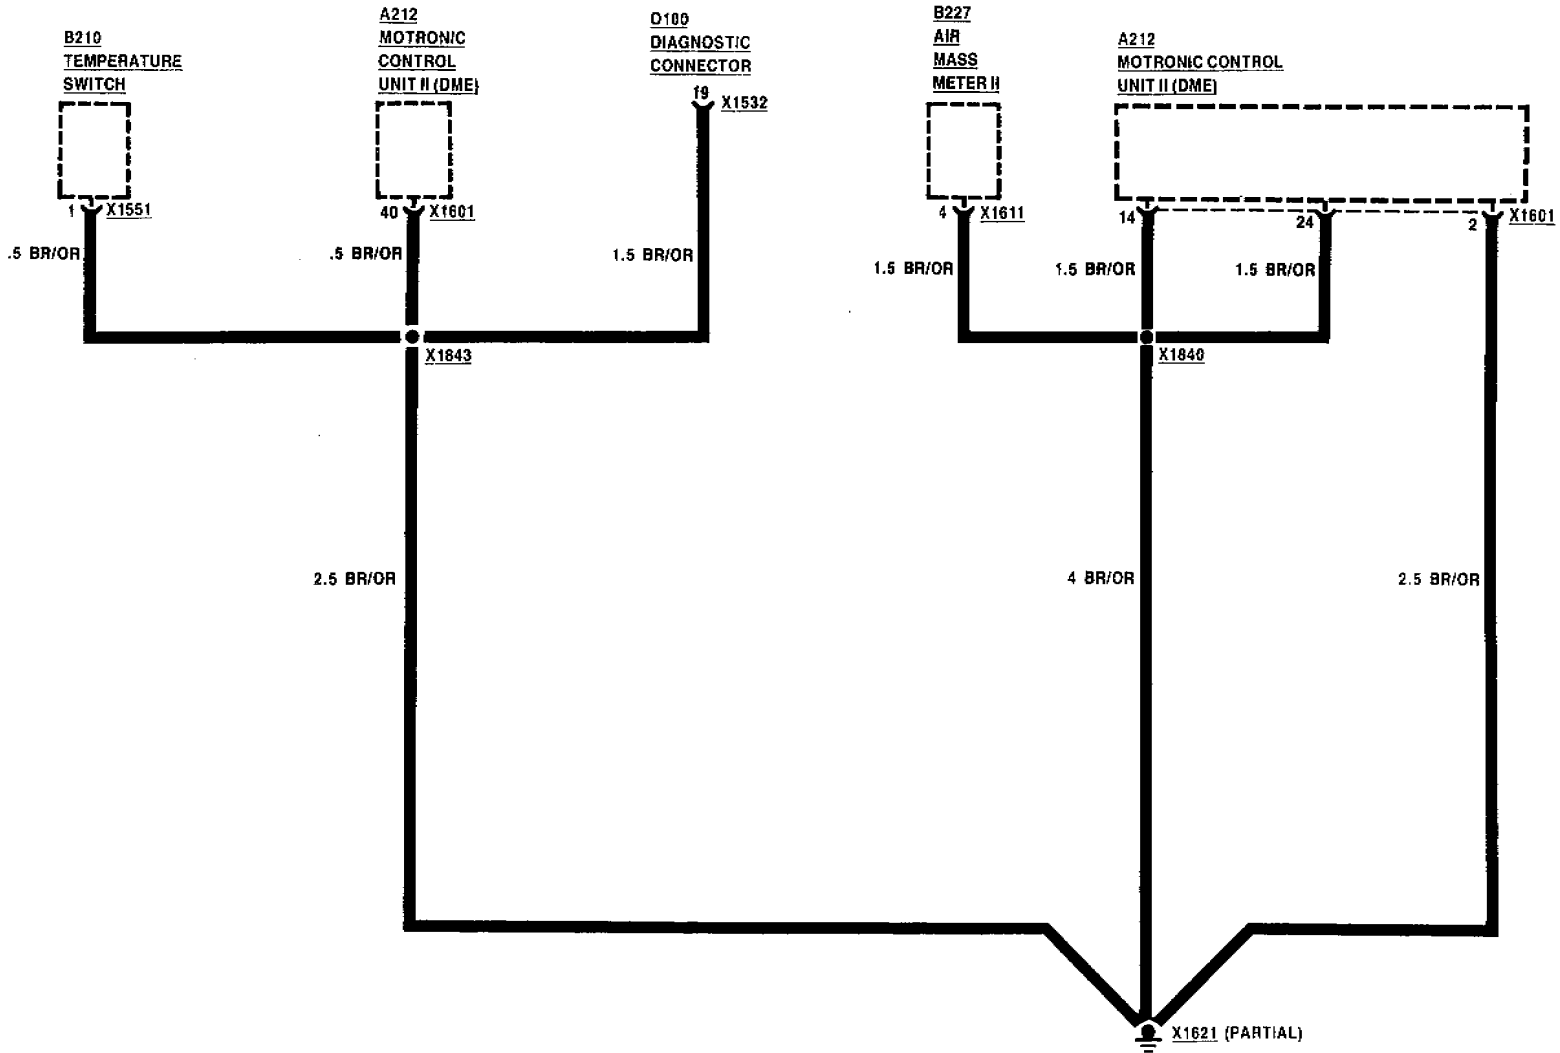 B210
TEMPERATURE
SWITCH
A212
MOTRONIC
CONTROL
UNIT II (DME)
D100
DIAGNOSTIC
CONNECTOR
19
X1532
B227
AIR
MASS
METER II
A212
MOTRONIC CONTROL
UNIT II (DME)
1
X1551
40
X1601
4
X1611
14
24
2
X1601
.5 BR/OR
.5 BR/OR
1.5 BR/OR
1.5 BR/OR
1.5 BR/OR
1.5 BR/OR
X1843
X1840
2.5 BR/OR
4 BR/OR
2.5 BR/OR
X1621 (PARTIAL)